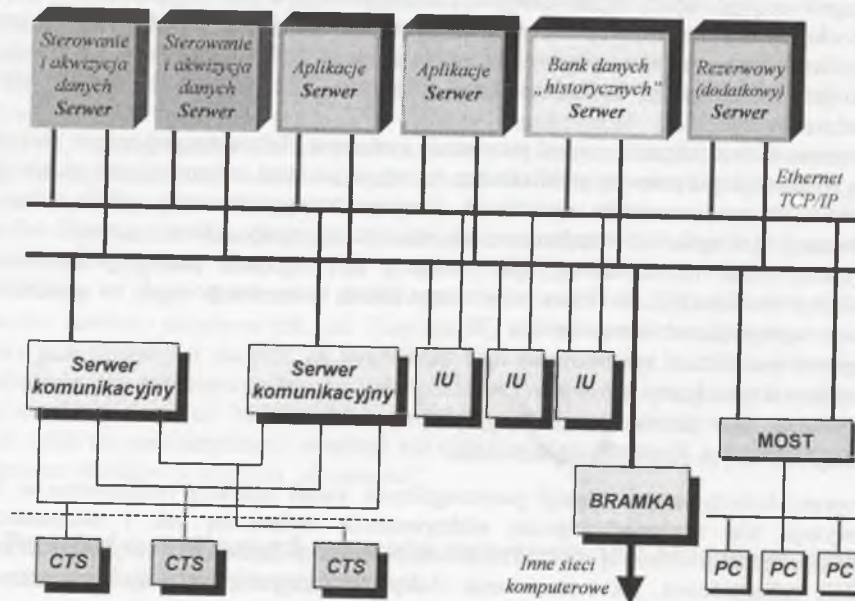 Sterowanie
i akwizycja
danych
Serwer
Sterowanie
i akwizycja
danych
Serwer
Aplikacje
Serwer
Aplikacje
Serwer
Bank danych
„historycznych”
Serwer
Rezerwowy
(dodatkowy)
Serwer
Ethernet
TCP/IP
Serwer
komunikacyjny
Serwer
komunikacyjny
IU
IU
IU
MOST
BRAMKA
CTS
CTS
CTS
Inne sieci
komputerowe
PC
PC
PC